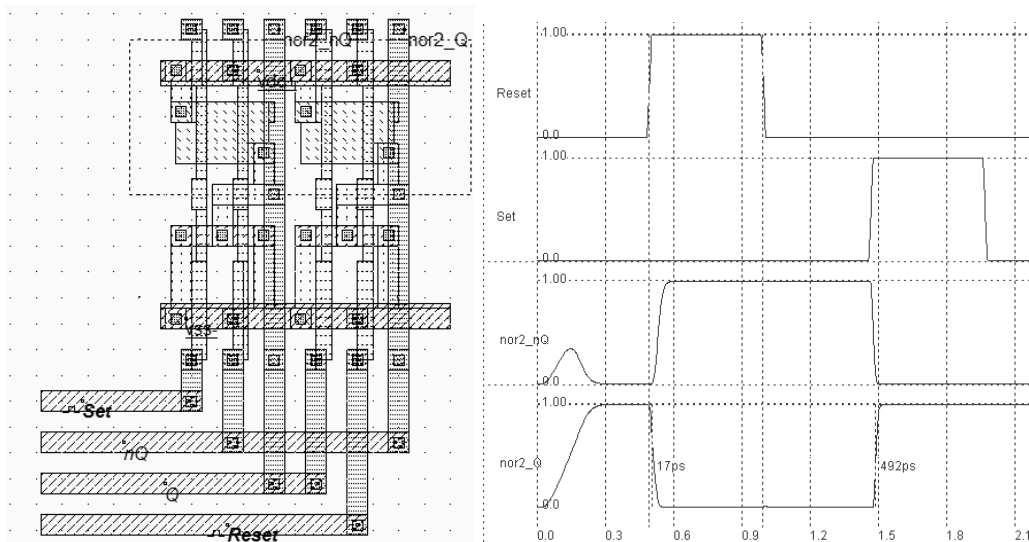 nor2_nQ nor2_Q
Vdd+
Vss-
Set
nQ
Q
Reset
1.00
Reset
0.0
1.00
Set
0.0
1.00
nor2_nQ
0.0
1.00
nor2_Q
17ps 492ps
0.0
0.0 0.3 0.6 0.9 1.2 1.5 1.8 2.1